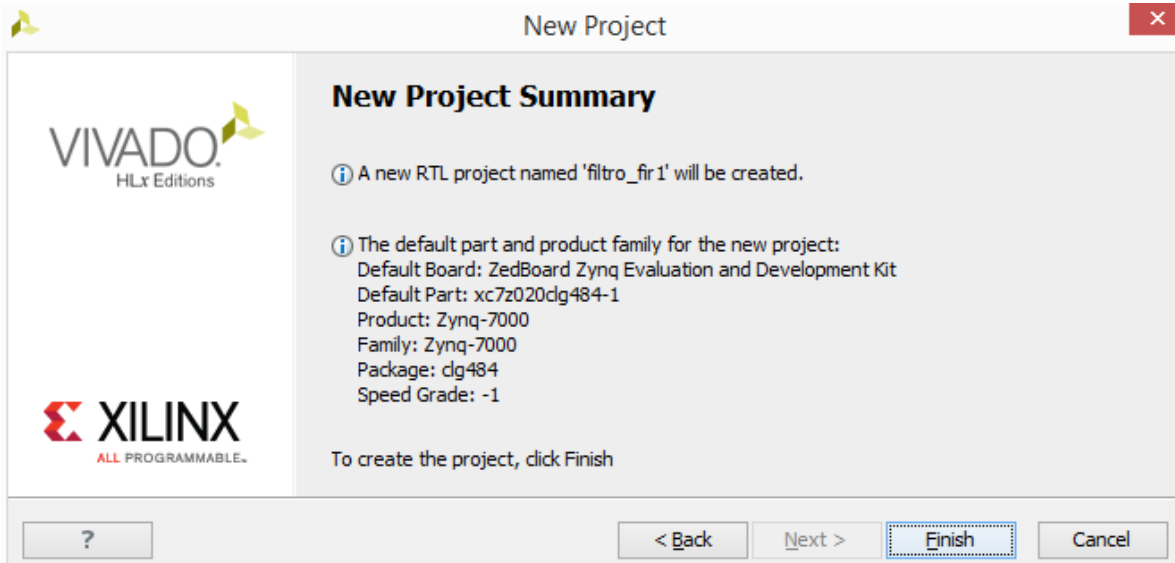 New Project
VIVADO.
HLx Editions
New Project Summary
A new RTL project named 'filtro_fir1' will be created.
The default part and product family for the new project:
Default Board: ZedBoard Zynq Evaluation and Development Kit
Default Part: xc7z020clg484-1
Product: Zynq-7000
Family: Zynq-7000
Package: clg484
Speed Grade: -1
XILINX
ALL PROGRAMMABLE.
To create the project, click Finish
?
< Back
Next >
Finish
Cancel